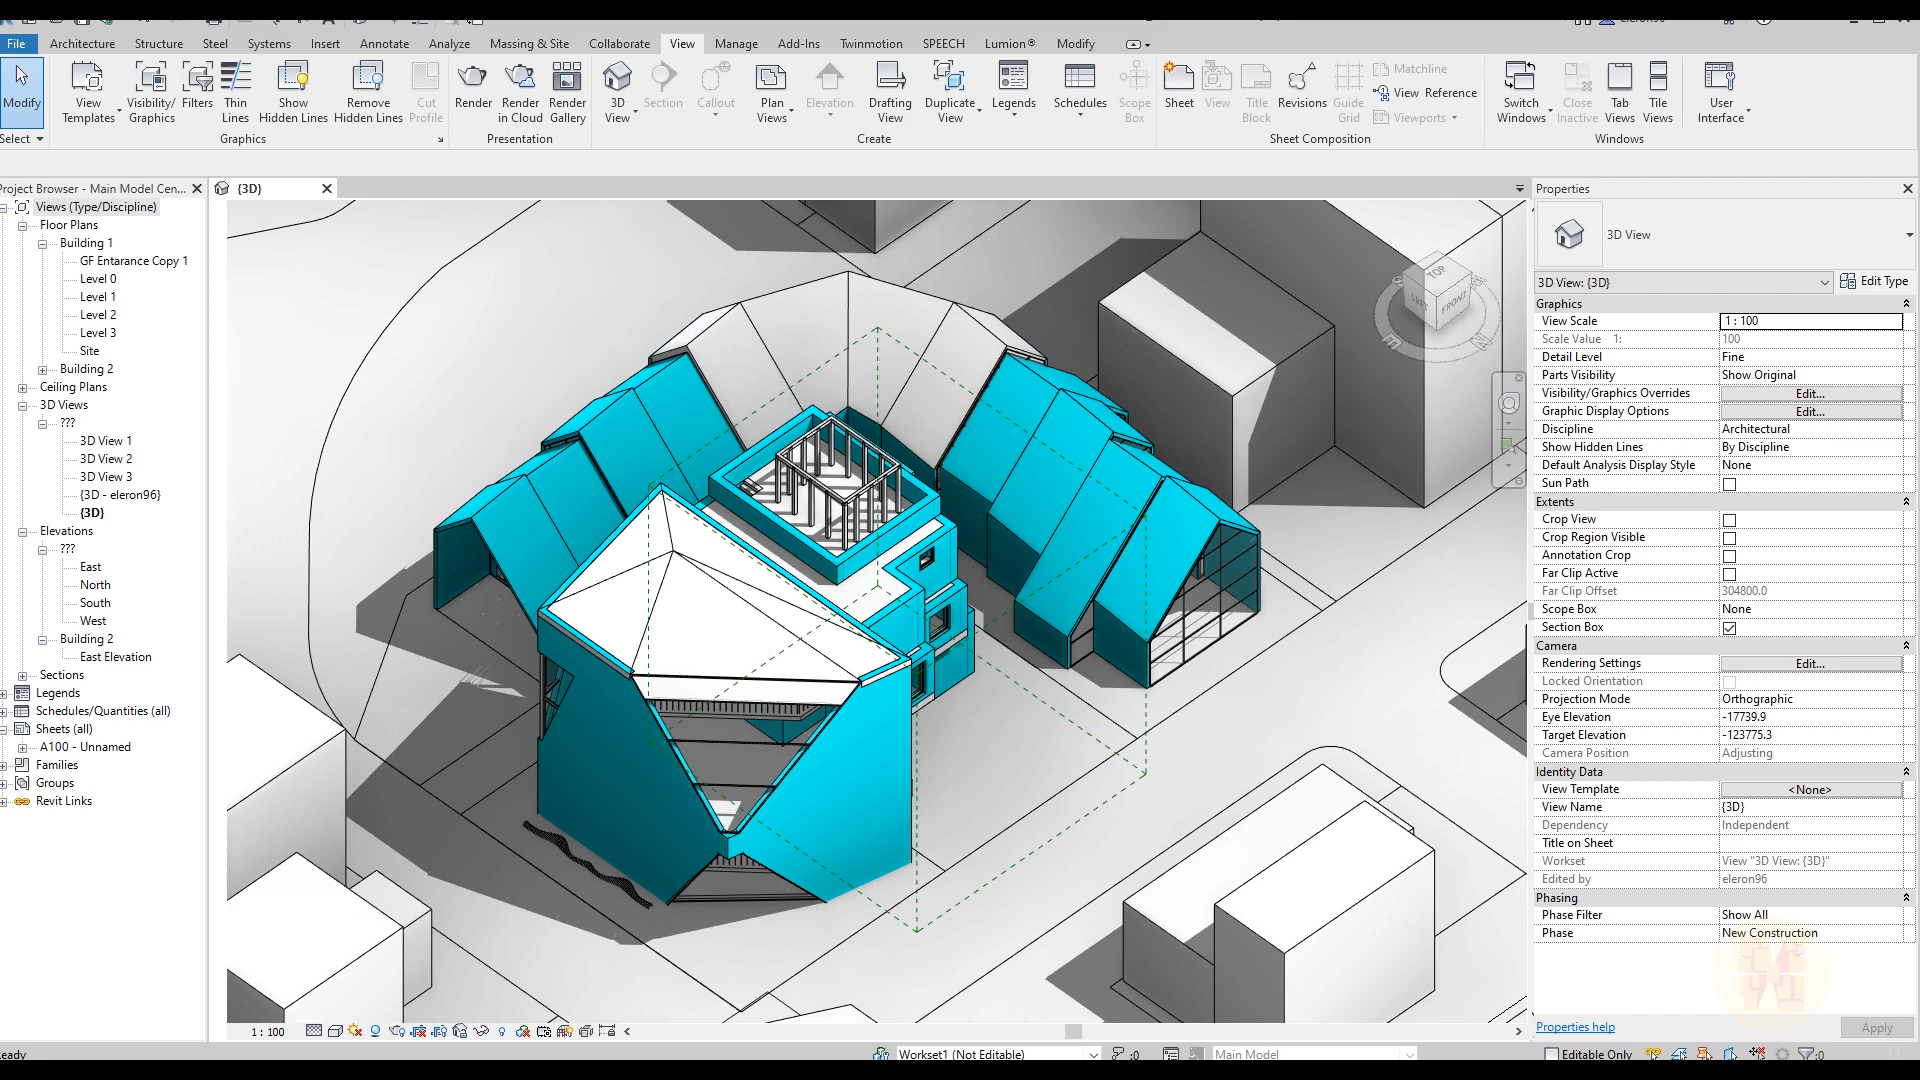 File Architecture Structure Steel Systems Insert Annotate Analyze Massing & Site Collaborate View Manage Add-Ins Twinmotion SPEECH Lumion® Modify
Modify
View Templates
Visibility/ Graphics
Filters
Thin Lines
Show Hidden Lines
Remove Hidden Lines
Cut Profile
Render
Render in Cloud
Render Gallery
3D View
Section
Callout
Plan Views
Elevation
Drafting View
Duplicate View
Legends
Schedules
Scope Box
Sheet
View
Title Block
Revisions
Guide Grid
Matchline
View Reference
Viewports
Switch Windows
Close Inactive
Tab Views
Tile Views
User Interface
Select Graphics Presentation Create Sheet Composition Windows
Project Browser - Main Model Cen...
Views (Type/Discipline)
Floor Plans
Building 1
GF Entarance Copy 1
Level 0
Level 1
Level 2
Level 3
Site
Building 2
Ceiling Plans
3D Views
???
3D View 1
3D View 2
3D View 3
{3D - eleron96}
{3D}
Elevations
???
East
North
South
West
Building 2
East Elevation
Sections
Legends
Schedules/Quantities (all)
Sheets (all)
A100 - Unnamed
Families
Groups
Revit Links
{3D}
TOP
FRONT
Properties
3D View
3D View: {3D} Edit Type
Graphics
View Scale 1 : 100
Scale Value 1: 100
Detail Level Fine
Parts Visibility Show Original
Visibility/Graphics Overrides Edit...
Graphic Display Options Edit...
Discipline Architectural
Show Hidden Lines By Discipline
Default Analysis Display Style None
Sun Path
Extents
Crop View
Crop Region Visible
Annotation Crop
Far Clip Active
Far Clip Offset 304800.0
Scope Box None
Section Box
Camera
Rendering Settings Edit...
Locked Orientation
Projection Mode Orthographic
Eye Elevation -17739.9
Target Elevation -123775.3
Camera Position Adjusting
Identity Data
View Template <None>
View Name {3D}
Dependency Independent
Title on Sheet
Workset View "3D View: {3D}"
Edited by eleron96
Phasing
Phase Filter Show All
Phase New Construction
Properties help Apply
1 : 100
eady Workset1 (Not Editable) :0 Main Model Editable Only :0